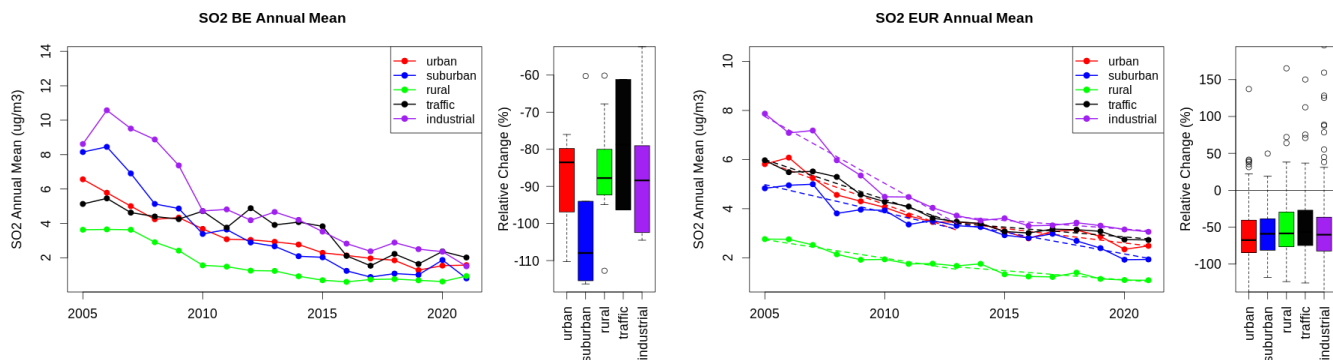 SO2 BE Annual Mean
SO2 Annual Mean (ug/m3)
14
12
10
8
6
4
2
2005
2010
2015
2020
urban
suburban
rural
traffic
industrial
Relative Change (%)
-60
-70
-80
-90
-100
-110
urban
suburban
rural
traffic
industrial
SO2 EUR Annual Mean
SO2 Annual Mean (ug/m3)
10
8
6
4
2
2005
2010
2015
2020
urban
suburban
rural
traffic
industrial
Relative Change (%)
150
100
50
0
-50
-100
urban
suburban
rural
traffic
industrial